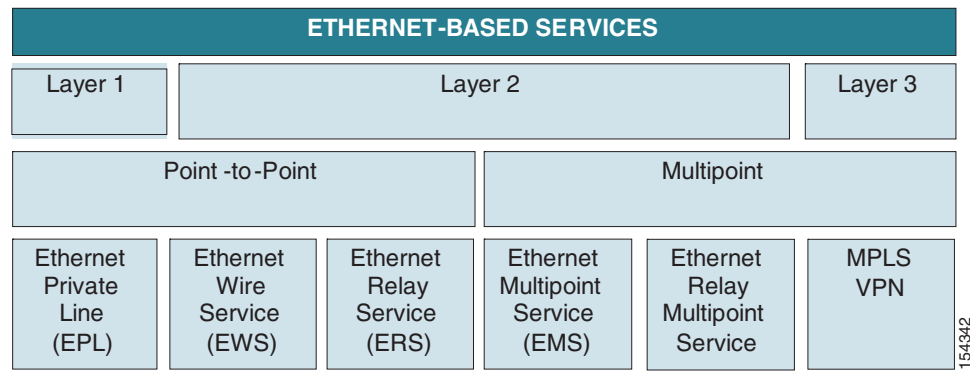 ETHERNET-BASED SERVICES
Layer 1
Layer 2
Layer 3
Point -to-Point
Multipoint
Ethernet
Private
Line
(EPL)
Ethernet
Wire
Service
(EWS)
Ethernet
Relay
Service
(ERS)
Ethernet
Multipoint
Service
(EMS)
Ethernet
Relay
Multipoint
Service
MPLS
VPN
154342